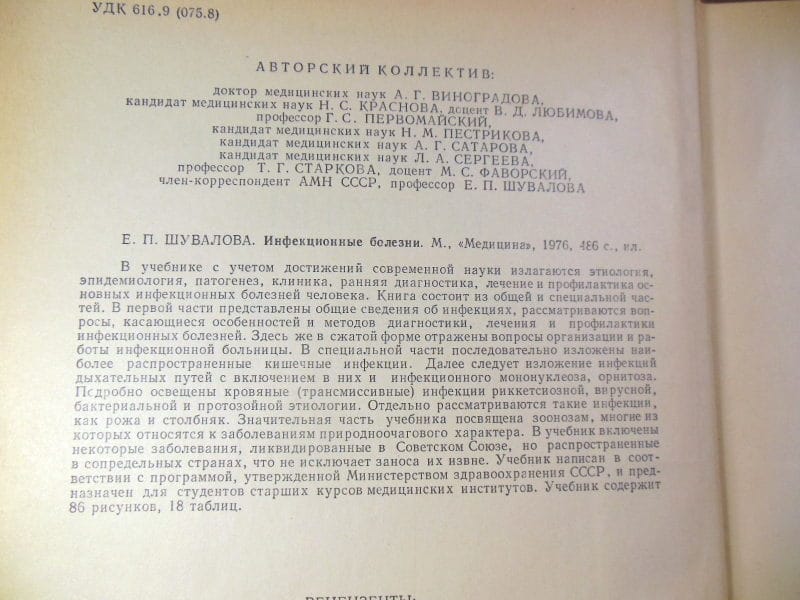 УДК 616.9 (075.8)
АВТОРСКИЙ КОЛЛЕКТИВ:
доктор медицинских наук А. Г. ВИНОГРАДОВА,
кандидат медицинских наук Н. С. КРАСНОВА, доцент В. Д. ЛЮБИМОВА,
профессор Г. С. ПЕРВОМАЙСКИЙ,
кандидат медицинских наук Н. М. ПЕСТРИКОВА,
кандидат медицинских наук А. Г. САТАРОВА,
кандидат медицинских наук Л. А. СЕРГЕЕВА,
профессор Т. Г. СТАРКОВА, доцент М. С. ФАВОРСКИЙ,
член-корреспондент АМН СССР, профессор Е. П. ШУВАЛОВА
Е. П. ШУВАЛОВА. Инфекционные болезни. М., «Медицина», 1976, 486 с., ил.
В учебнике с учетом достижений современной науки излагаются этиология,
эпидемиология, патогенез, клиника, ранняя диагностика, лечение и профилактика ос-
новных инфекционных болезней человека. Книга состоит из общей и специальной час-
тей. В первой части представлены общие сведения об инфекциях, рассматриваются воп-
росы, касающиеся особенностей и методов диагностики, лечения и профилактики
инфекционных болезней. Здесь же в сжатой форме отражены вопросы организации и ра-
боты инфекционной больницы. В специальной части последовательно изложены наи-
более распространенные кишечные инфекции. Далее следует изложение инфекций
дыхательных путей с включением в них и инфекционного мононуклеоза, орнитоза.
Подробно освещены кровяные (трансмиссивные) инфекции риккетсиозной, вирусной,
бактериальной и протозойной этиологии. Отдельно рассматриваются такие инфекции,
как рожа и столбняк. Значительная часть учебника посвящена зоонозам, многие из
которых относятся к заболеваниям природноочагового характера. В учебник включены
некоторые заболевания, ликвидированные в Советском Союзе, но распространенные
в сопредельных странах, что не исключает заноса их извне. Учебник написан в соот-
ветствии с программой, утвержденной Министерством здравоохранения СССР, и пред-
назначен для студентов старших курсов медицинских институтов. Учебник содержит
86 рисунков, 18 таблиц.
РЕЦЕНЗЕНТЫ: